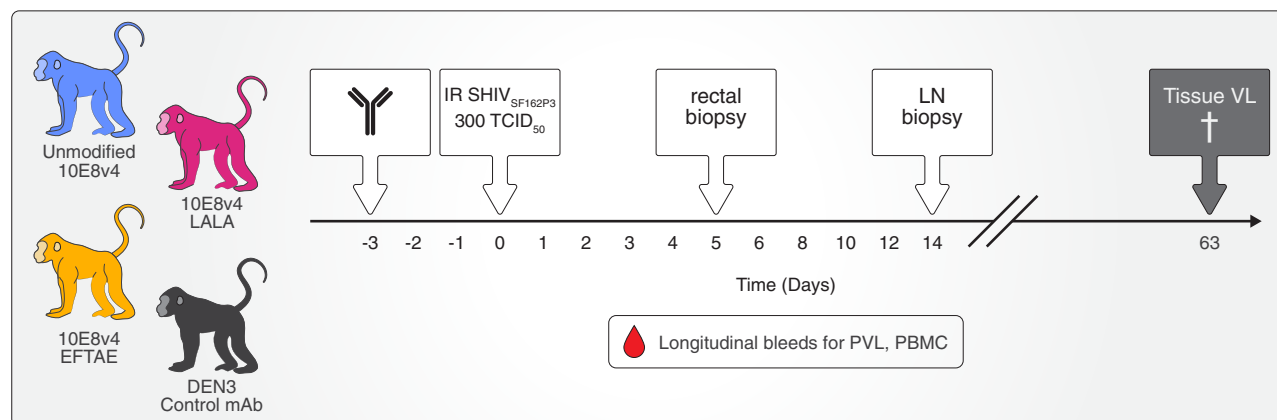 Unmodified
10E8v4
10E8v4
LALA
10E8v4
EFTAE
DEN3
Control mAb
IR SHIV_SF162P3
300 TCID_50
rectal
biopsy
LN
biopsy
Tissue VL
†
-3 -2 -1 0 1 2 3 4 5 6 8 10 12 14 63
Time (Days)
Longitudinal bleeds for PVL, PBMC